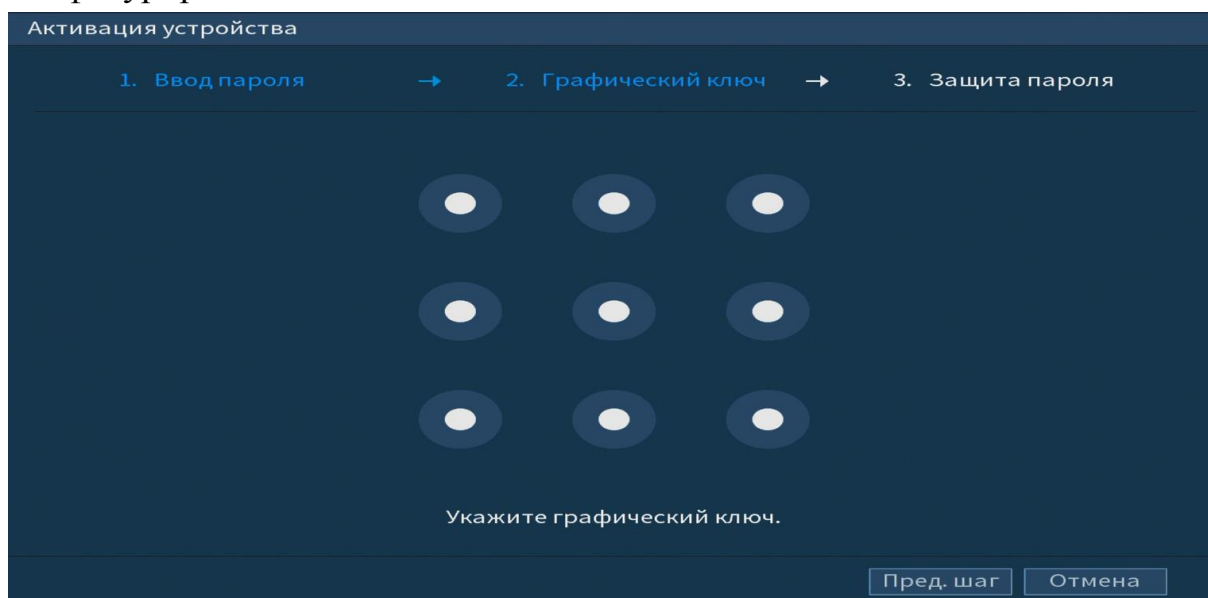 Активация устройства
1. Ввод пароля → 2. Графический ключ → 3. Защита пароля
Укажите графический ключ.
Пред. шаг Отмена